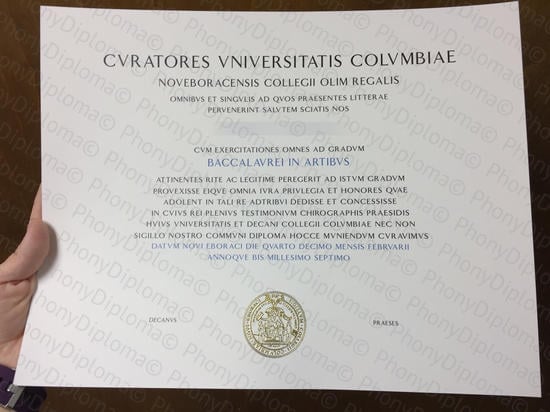 CVRATORES VNIVERSITATIS COLVMBIAE
NOVEBORACENSIS COLLEGII OLIM REGALIS
OMNIBVS ET SINGVLIS AD QVOS PRAESENTES LITTERAE
PERVENERINT SALVTEM SCIATIS NOS
CVM EXERCITATIONES OMNES AD GRADVM
BACCALAVREI IN ARTIBVS
ATTINENTES RITE AC LEGITIME PEREGERIT AD ISTVM GRADVM
PROVEXISSE EIQVE OMNIA IVRA PRIVLEGIA ET HONORES QVAE
ADOLENT IN TALI RE ADTRIBVI DEDISSE ET CONCESSISSE
IN CVIVS REI PLENIVS TESTIMONIVM CHIROGRAPHIS PRAESIDIS
HVIVS VNIVERSITATIS ET DECANI COLLEGII COLVMBIAE NEC NON
SIGILLO NOSTRO COMMVNI DIPLOMA HOCCE MVNIENDVM CVRAVIMVS
DATVM NOVI EBORACI DIE QVARTO DECIMO MENSIS FEBRVARII
ANNOQVE BIS MILLESIMO SEPTIMO
DECANVS
PRAESES
PhonyDiploma©